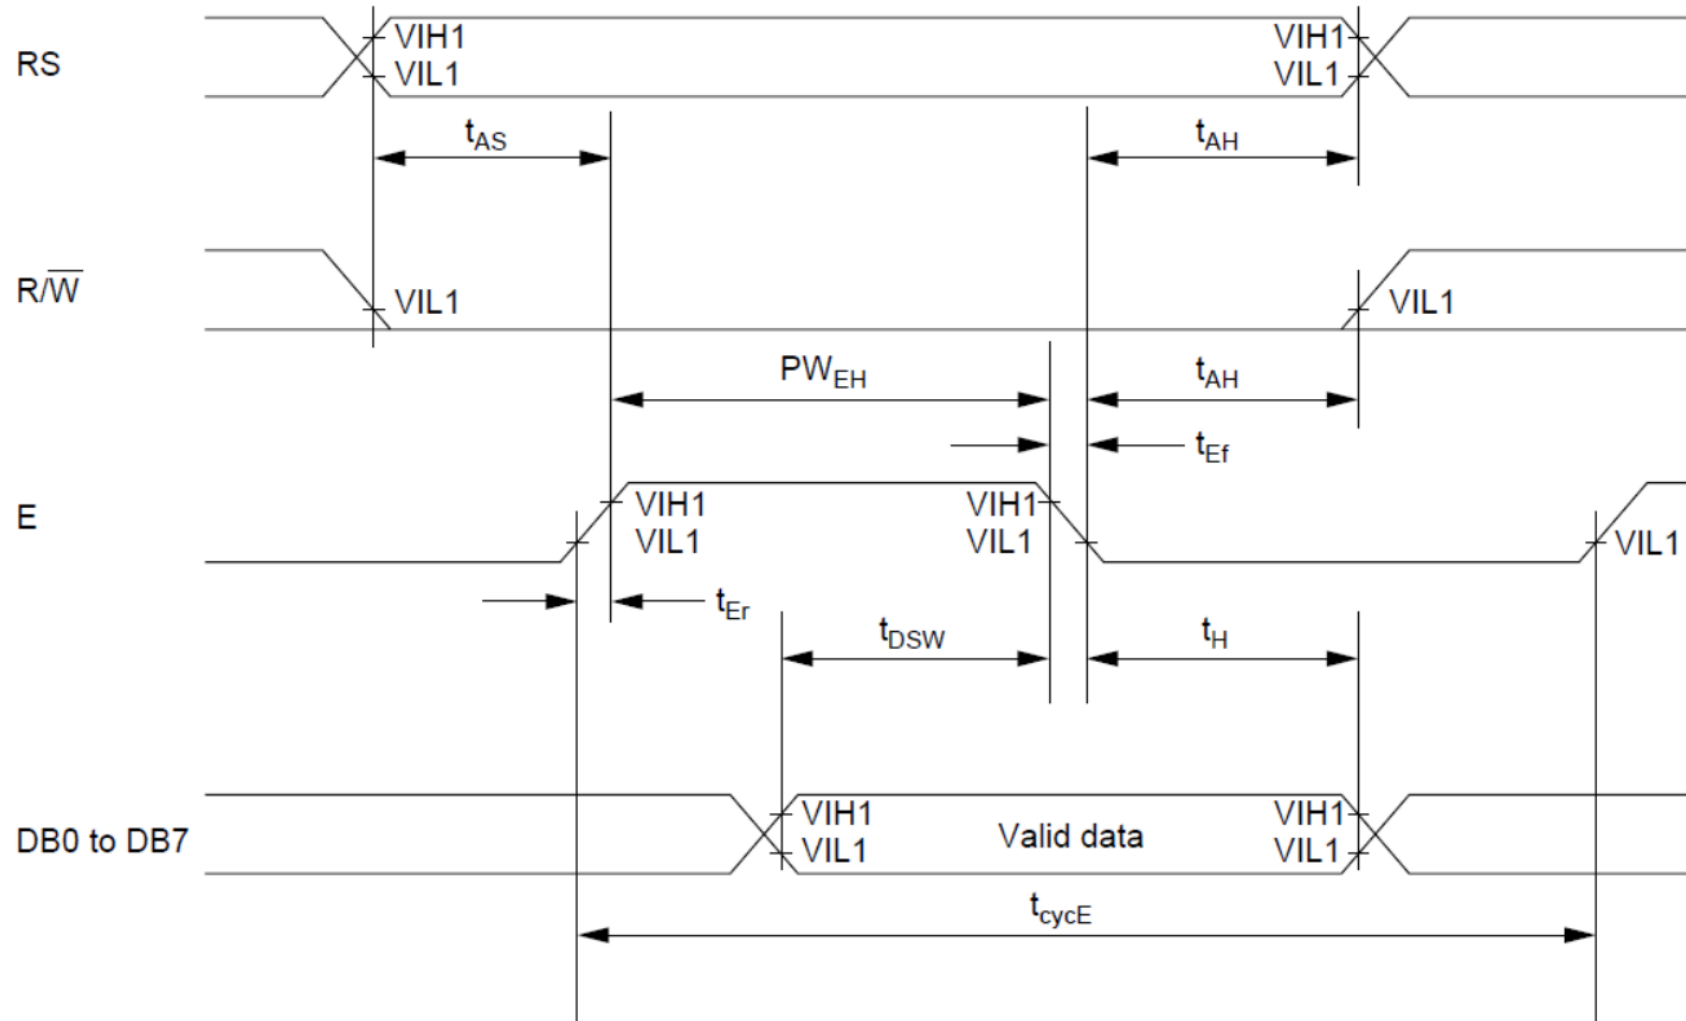 VIH1 VIH1
RS
VIL1 VIL1
tAS tAH
R/W̅
VIL1 VIL1
PWEH tAH
tEf
E
VIH1 VIH1
VIL1 VIL1 VIL1
tEr
tDSW tH
VIH1 VIH1
DB0 to DB7 Valid data
VIL1 VIL1
tcycE